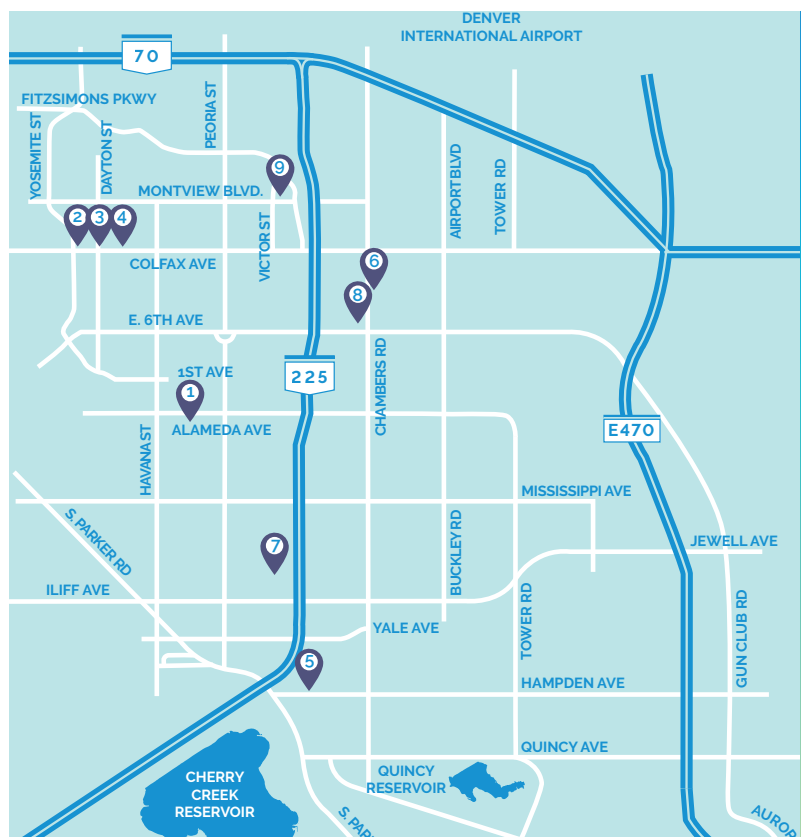 DENVER
INTERNATIONAL AIRPORT
70
FITZSIMONS PKWY
YOSEMITE ST
DAYTON ST
PEORIA ST
AIRPORT BLVD
TOWER RD
9
MONTVIEW BLVD.
2
3
4
VICTOR ST
COLFAX AVE
6
8
E. 6TH AVE
1ST AVE
225
CHAMBERS RD
1
ALAMEDA AVE
E470
HAVANA ST
MISSISSIPPI AVE
S. PARKER RD
7
BUCKLEY RD
JEWELL AVE
ILIFF AVE
TOWER RD
GUN CLUB RD
YALE AVE
5
HAMPDEN AVE
QUINCY AVE
CHERRY
CREEK
RESERVOIR
QUINCY
RESERVOIR
S. PAR
AUROR